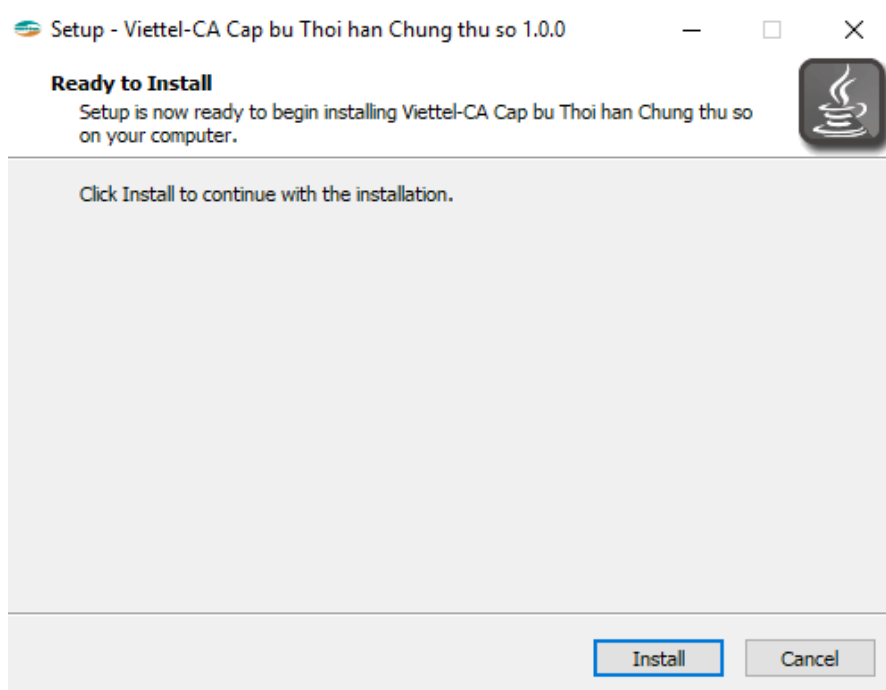 Setup - Viettel-CA Cap bu Thoi han Chung thu so 1.0.0
Ready to Install
Setup is now ready to begin installing Viettel-CA Cap bu Thoi han Chung thu so
on your computer.
Click Install to continue with the installation.
Install
Cancel